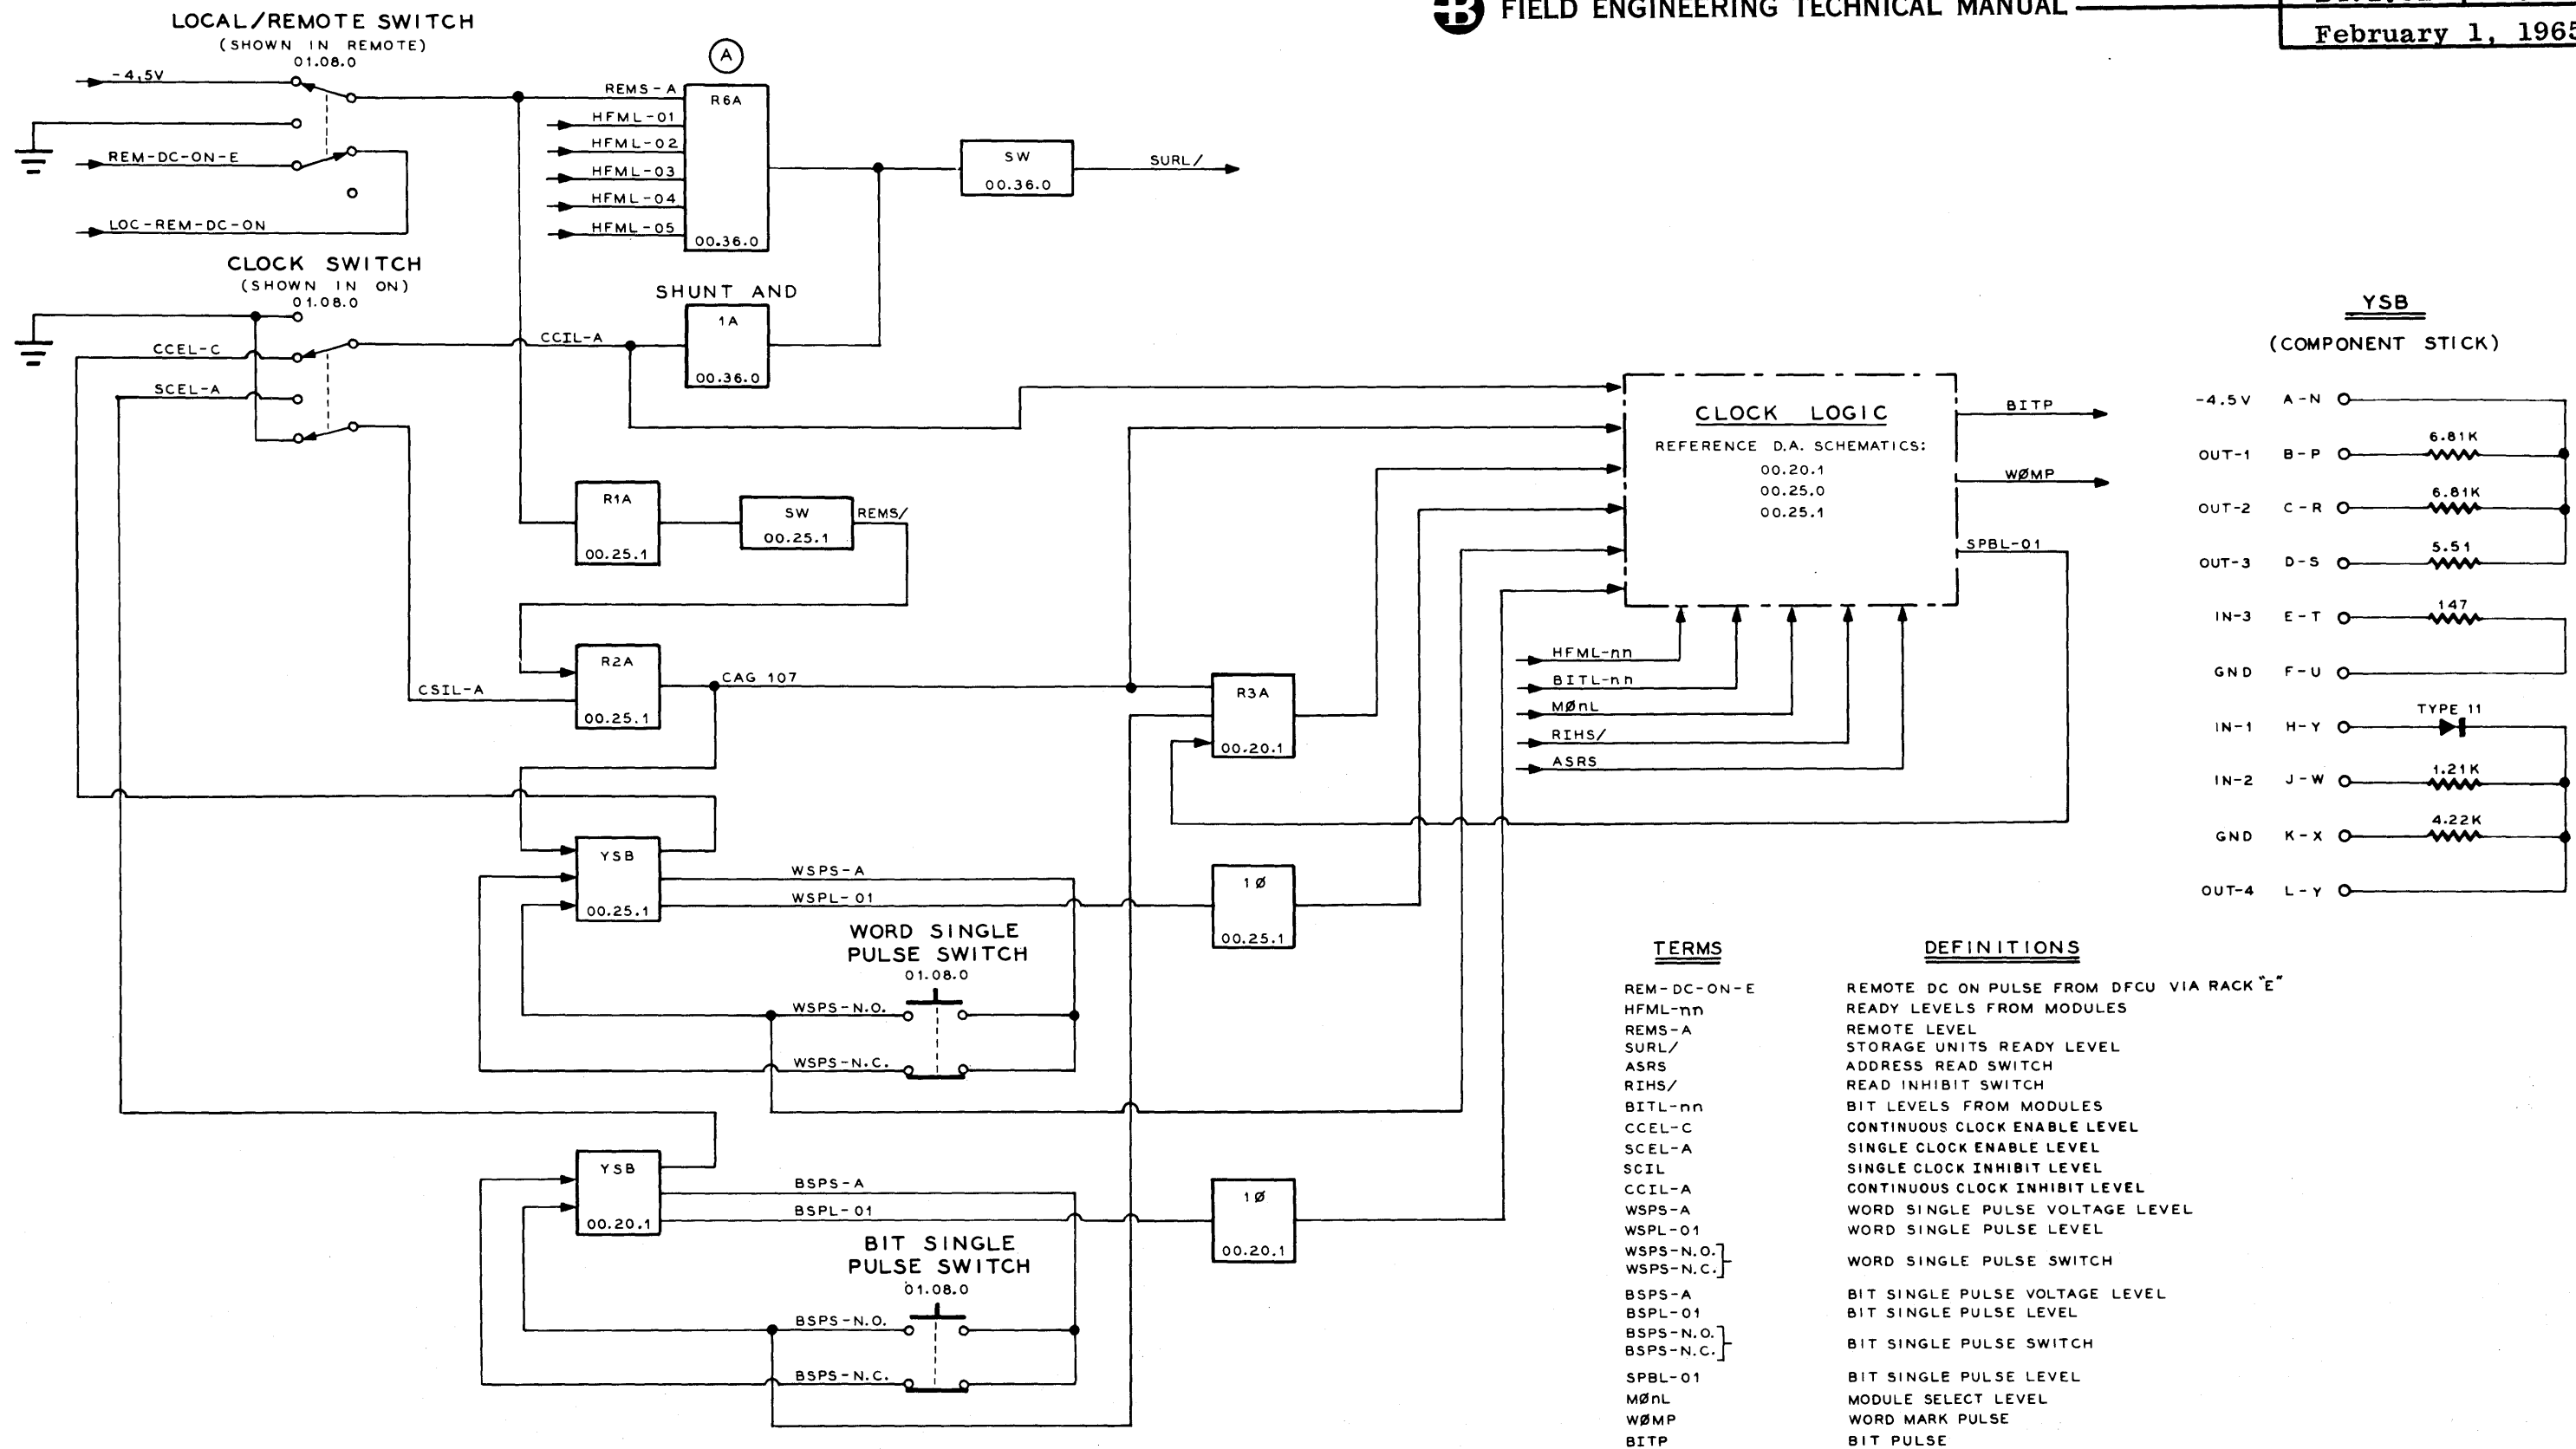 B FIELD ENGINEERING TECHNICAL MANUAL
February 1, 1965
LOCAL/REMOTE SWITCH
(SHOWN IN REMOTE)
01.08.0
-4.5V
REM-DC-ON-E
LOC-REM-DC-ON
A
REMS-A
HFML-01
HFML-02
HFML-03
HFML-04
HFML-05
R6A
00.36.0
SW
00.36.0
SURL/
CLOCK SWITCH
(SHOWN IN ON)
01.08.0
CCEL-C
SCEL-A
CCIL-A
SHUNT AND
1A
00.36.0
R1A
00.25.1
SW
00.25.1
REMS/
R2A
00.25.1
CSIL-A
CAG 107
R3A
00.20.1
CLOCK LOGIC
REFERENCE D.A. SCHEMATICS:
00.20.1
00.25.0
00.25.1
BITP
WØMP
SPBL-01
HFML-nn
BITL-nn
MØnL
RIHS/
ASRS
YSB
00.25.1
WSPS-A
WSPL-01
1Ø
00.25.1
WORD SINGLE
PULSE SWITCH
01.08.0
WSPS-N.O.
WSPS-N.C.
YSB
00.20.1
BSPS-A
BSPL-01
1Ø
00.20.1
BIT SINGLE
PULSE SWITCH
01.08.0
BSPS-N.O.
BSPS-N.C.
YSB
(COMPONENT STICK)
-4.5V A-N
OUT-1 B-P 6.81K
OUT-2 C-R 6.81K
OUT-3 D-S 5.51
IN-3 E-T 147
GND F-U
IN-1 H-Y TYPE 11
IN-2 J-W 1.21K
GND K-X 4.22K
OUT-4 L-Y
TERMS DEFINITIONS
REM-DC-ON-E REMOTE DC ON PULSE FROM DFCU VIA RACK "E"
HFML-nn READY LEVELS FROM MODULES
REMS-A REMOTE LEVEL
SURL/ STORAGE UNITS READY LEVEL
ASRS ADDRESS READ SWITCH
RIHS/ READ INHIBIT SWITCH
BITL-nn BIT LEVELS FROM MODULES
CCEL-C CONTINUOUS CLOCK ENABLE LEVEL
SCEL-A SINGLE CLOCK ENABLE LEVEL
SCIL SINGLE CLOCK INHIBIT LEVEL
CCIL-A CONTINUOUS CLOCK INHIBIT LEVEL
WSPS-A WORD SINGLE PULSE VOLTAGE LEVEL
WSPL-01 WORD SINGLE PULSE LEVEL
WSPS-N.O.
WSPS-N.C. WORD SINGLE PULSE SWITCH
BSPS-A BIT SINGLE PULSE VOLTAGE LEVEL
BSPL-01 BIT SINGLE PULSE LEVEL
BSPS-N.O.
BSPS-N.C. BIT SINGLE PULSE SWITCH
SPBL-01 BIT SINGLE PULSE LEVEL
MØnL MODULE SELECT LEVEL
WØMP WORD MARK PULSE
BITP BIT PULSE